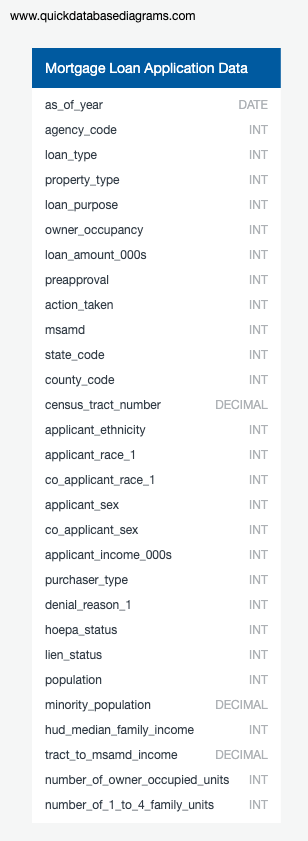 www.quickdatabasediagrams.com
Mortgage Loan Application Data
as_of_year DATE
agency_code INT
loan_type INT
property_type INT
loan_purpose INT
owner_occupancy INT
loan_amount_000s INT
preapproval INT
action_taken INT
msamd INT
state_code INT
county_code INT
census_tract_number DECIMAL
applicant_ethnicity INT
applicant_race_1 INT
co_applicant_race_1 INT
applicant_sex INT
co_applicant_sex INT
applicant_income_000s INT
purchaser_type INT
denial_reason_1 INT
hoepa_status INT
lien_status INT
population INT
minority_population DECIMAL
hud_median_family_income INT
tract_to_msamd_income DECIMAL
number_of_owner_occupied_units INT
number_of_1_to_4_family_units INT